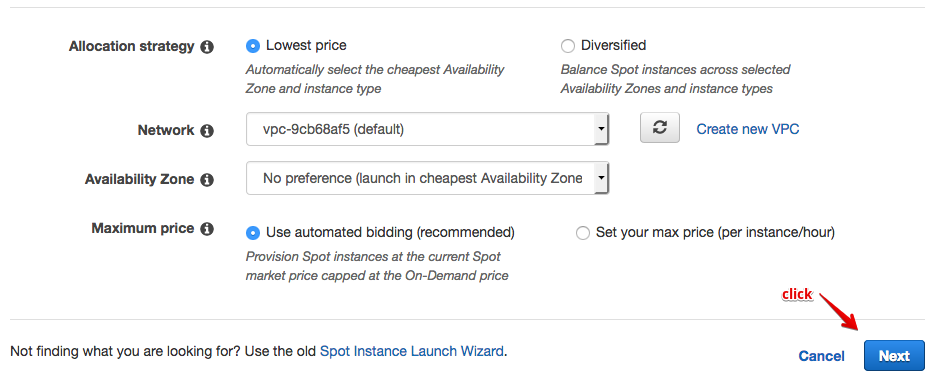 Allocation strategy
Lowest price
Diversified
Automatically select the cheapest Availability
Zone and instance type
Balance Spot instances across selected
Availability Zones and instance types
Network
vpc-9cb68af5 (default)
Create new VPC
Availability Zone
No preference (launch in cheapest Availability Zone
Maximum price
Use automated bidding (recommended)
Set your max price (per instance/hour)
Provision Spot instances at the current Spot
market price capped at the On-Demand price
click
Not finding what you are looking for? Use the old Spot Instance Launch Wizard.
Cancel
Next